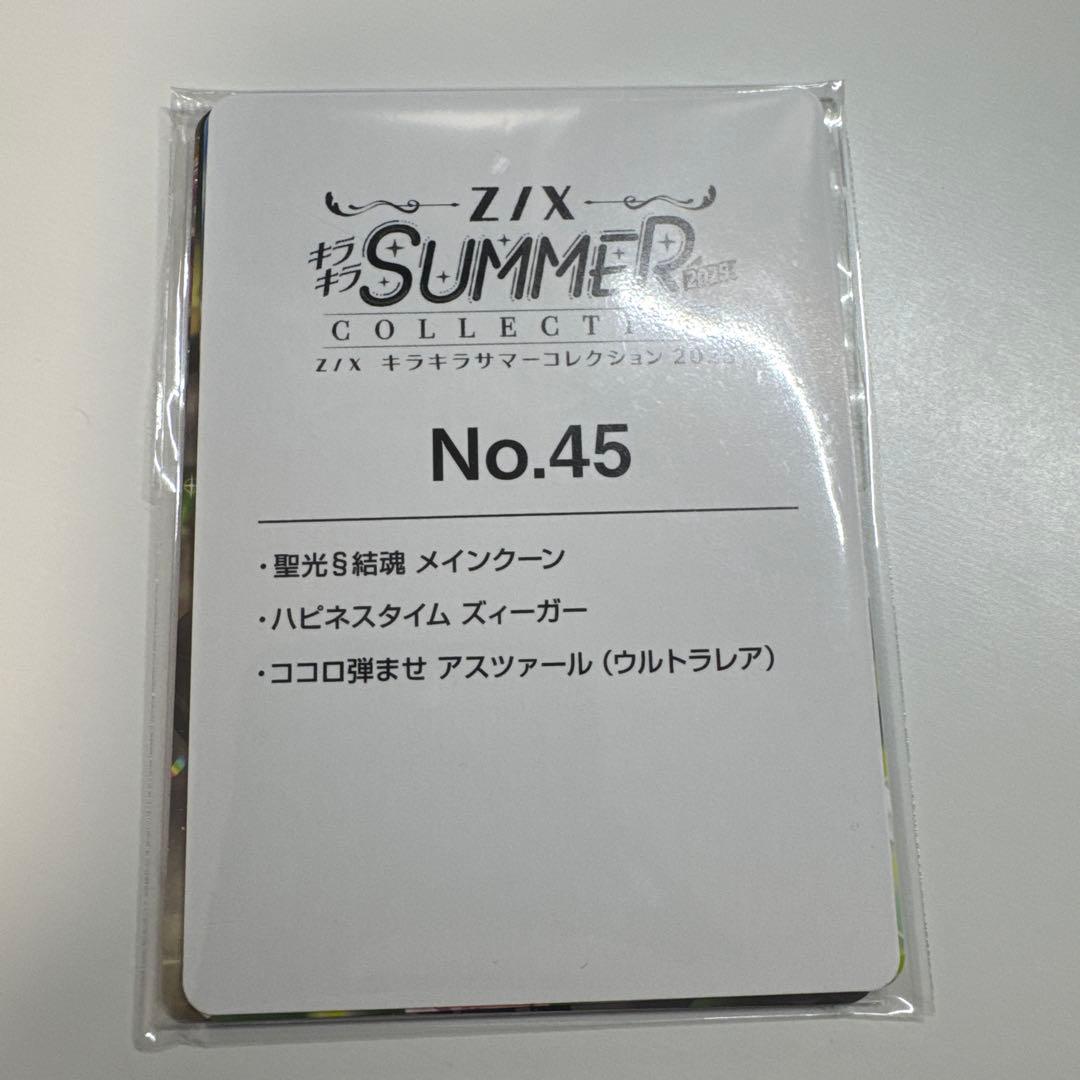 Z/X
キラキラ SUMMER
COLLECTI
Z/X キラキラサマーコレクション
No.45
・聖光§結魂 メインクーン
・ハピネスタイム ズィーガー
・ココロ弾ませ アスツァール（ウルトラレア）